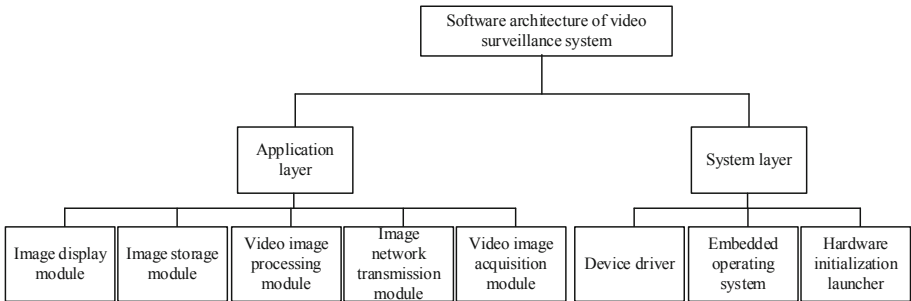 Software architecture of video
surveillance system
Application
layer
System layer
Image display
module
Image storage
module
Video image
processing
module
Image
network
transmission
module
Video image
acquisition
module
Device driver
Embedded
operating
system
Hardware
initialization
launcher